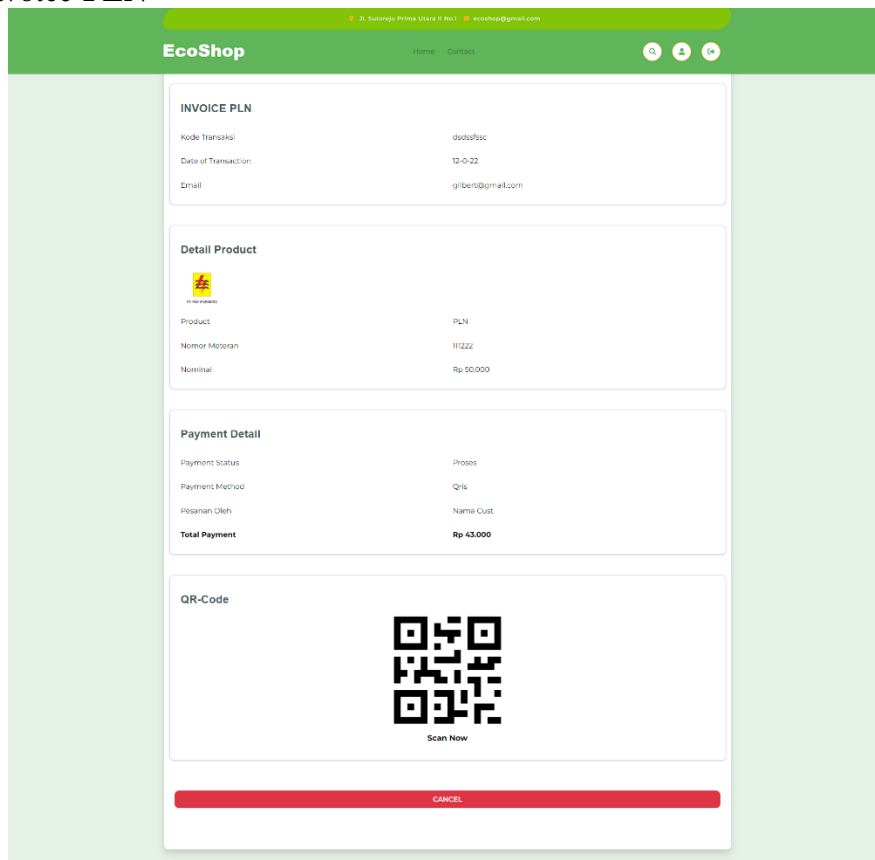 Jl. Sutorejo Prima Utara II No.1 ecoshop@gmail.com
EcoShop Home Contact
INVOICE PLN
Kode Transaksi dsdssfssc
Date of Transaction 12-0-22
Email gilbert@gmail.com
Detail Product
Product PLN
Nomor Meteran 111222
Nominal Rp 50.000
Payment Detail
Payment Status Proses
Payment Method Qris
Pesanan Oleh Nama Cust
Total Payment Rp 43.000
QR-Code
Scan Now
CANCEL